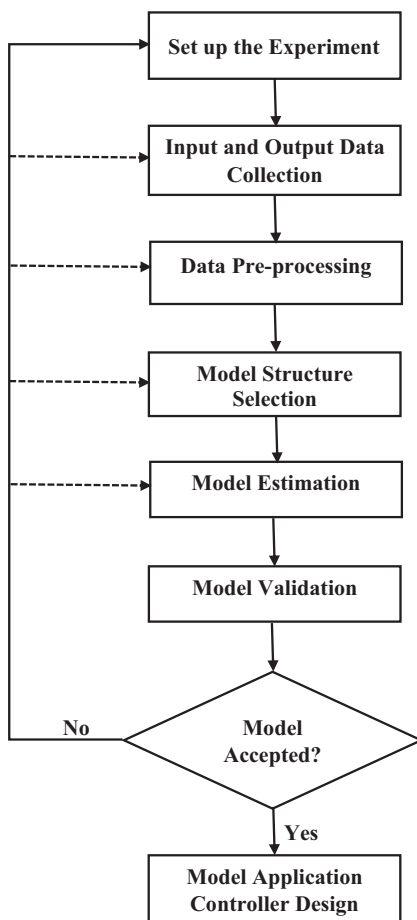 Set up the Experiment
Input and Output Data
Collection
Data Pre-processing
Model Structure
Selection
Model Estimation
Model Validation
Model
Accepted?
No
Yes
Model Application
Controller Design